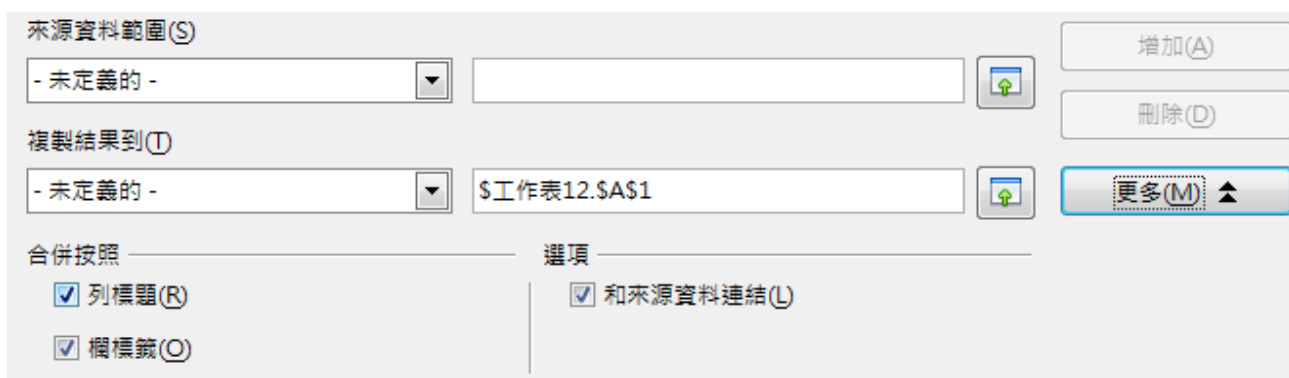 來源資料範圍(S)
增加(A)
- 未定義的 -
刪除(D)
複製結果到(T)
- 未定義的 - $工作表12.$A$1
更多(M)
合併按照 選項
列標題(R) 和來源資料連結(L)
欄標籤(O)